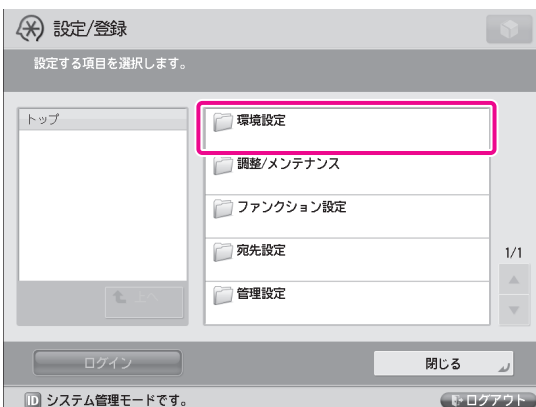 設定/登録
設定する項目を選択します。
トップ
環境設定
調整/メンテナンス
ファンクション設定
宛先設定
管理設定
1/1
上へ
ログイン
閉じる
ID システム管理モードです。
ログアウト